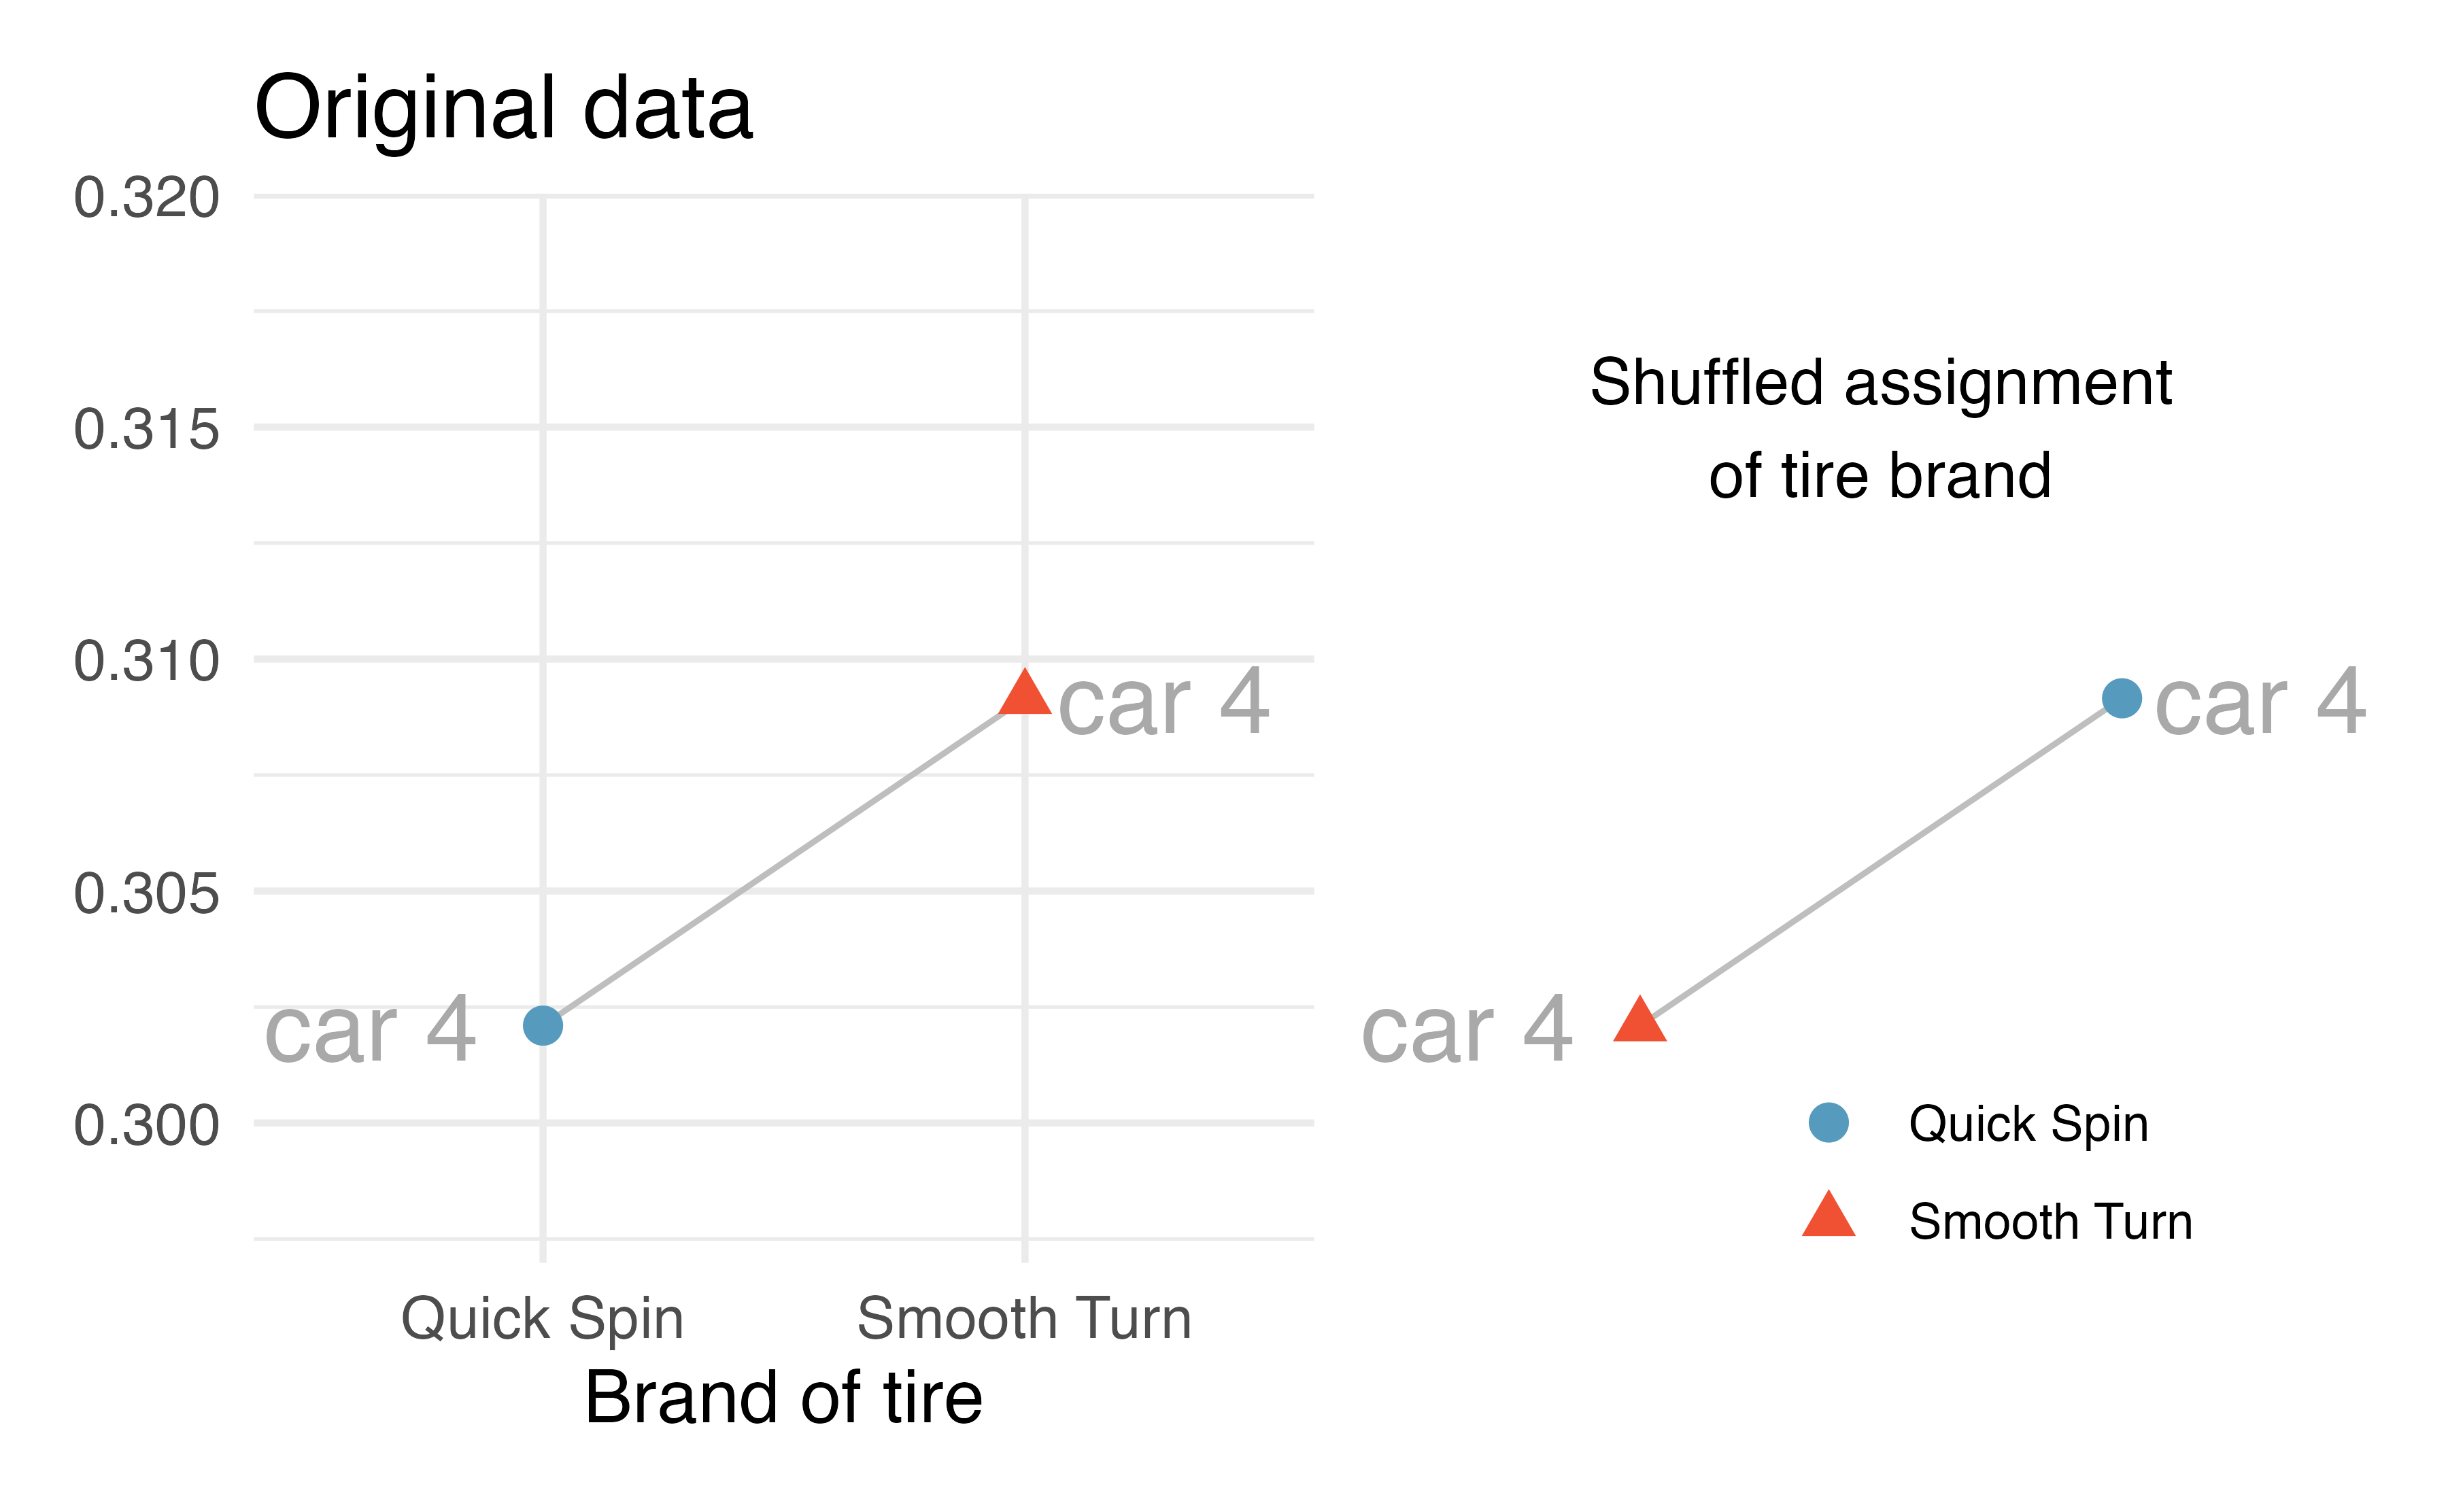 Original data
0.320
0.315
0.310
0.305
0.300
car 4
car 4
Quick Spin
Smooth Turn
Brand of tire
Shuffled assignment
of tire brand
car 4
car 4
Quick Spin
Smooth Turn